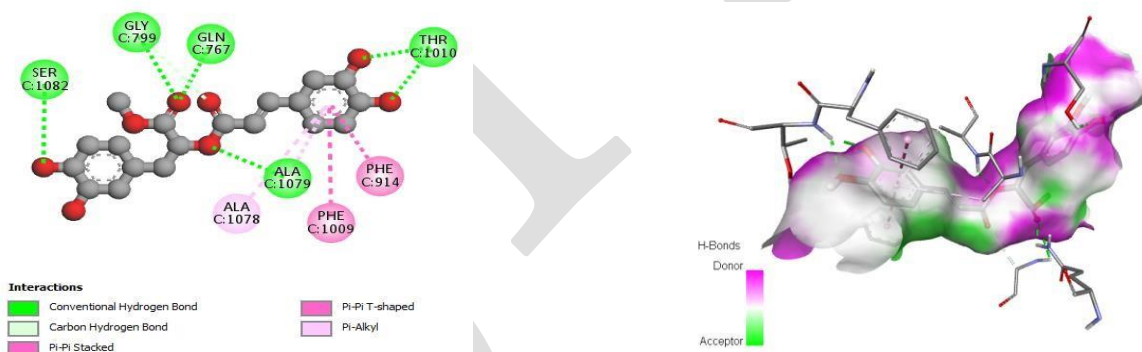 GLY
C:799
GLN
C:767
THR
C:1010
SER
C:1082
ALA
C:1079
PHE
C:914
ALA
C:1078
PHE
C:1009
Interactions
Conventional Hydrogen Bond
Carbon Hydrogen Bond
Pi-Pi Stacked
Pi-Pi T-shaped
Pi-Alkyl
H-Bonds
Donor
Acceptor